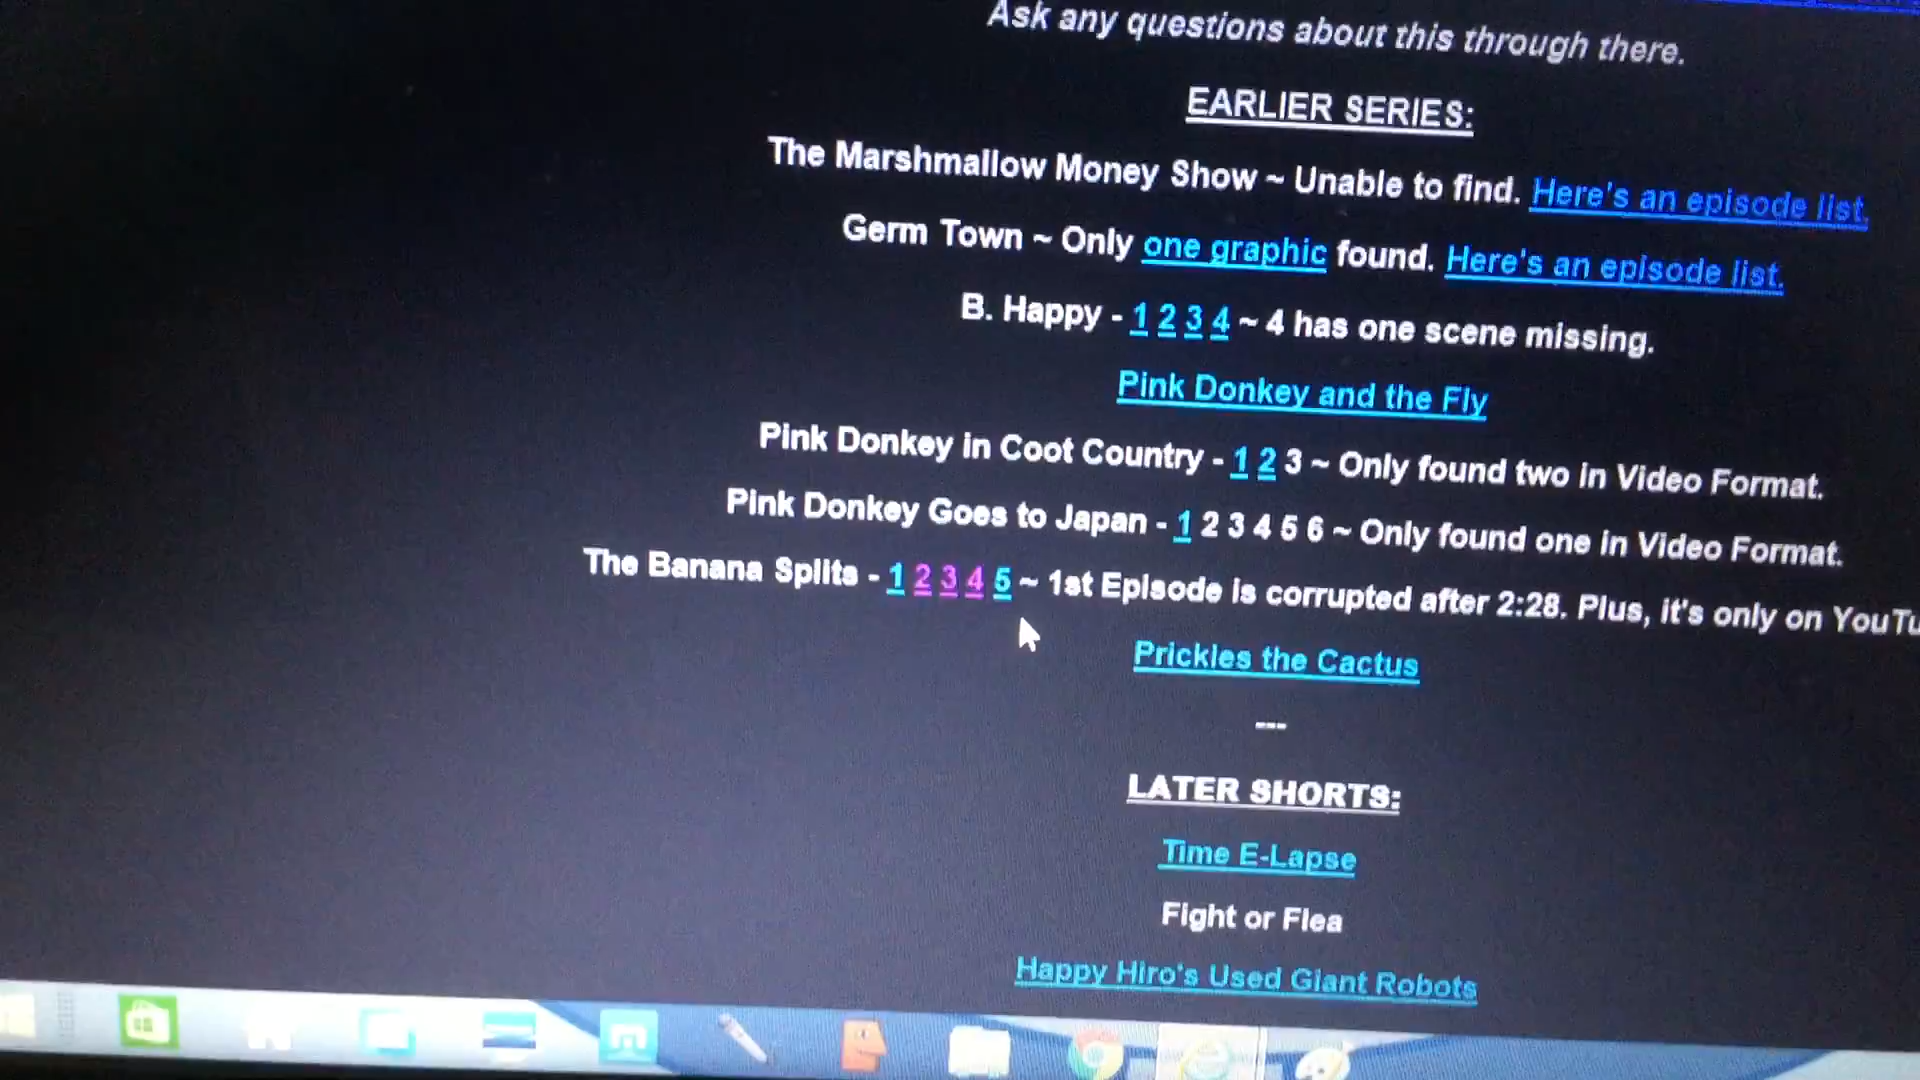 Ask any questions about this through there.
EARLIER SERIES:
The Marshmallow Money Show ~ Unable to find. Here's an episode list.
Germ Town ~ Only one graphic found. Here's an episode list.
B. Happy - 1 2 3 4 ~ 4 has one scene missing.
Pink Donkey and the Fly
Pink Donkey in Coot Country - 1 2 3 ~ Only found two in Video Format.
Pink Donkey Goes to Japan - 1 2 3 4 5 6 ~ Only found one in Video Format.
The Banana Splits - 1 2 3 4 5 ~ 1st Episode is corrupted after 2:28. Plus, it's only on YouTu
Prickles the Cactus
---
LATER SHORTS:
Time E-Lapse
Fight or Flea
Happy Hiro's Used Giant Robots